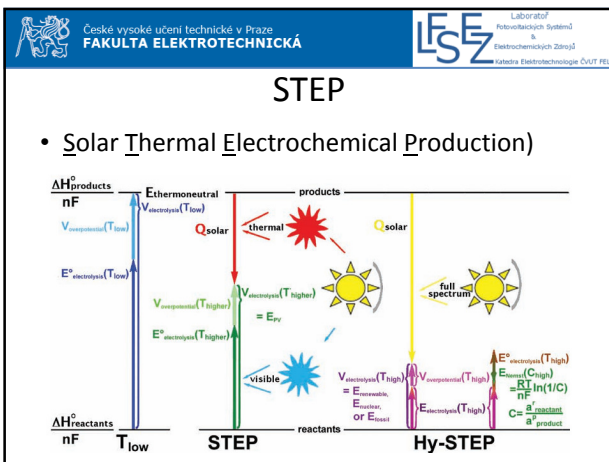 České vysoké učení technické v Praze
FAKULTA ELEKTROTECHNICKÁ
LFSEZ
Laboratoř
Fotovoltaických Systémů
&
Elektrochemických Zdrojů
Katedra Elektrotechnologie ČVUT FEL
STEP
• Solar Thermal Electrochemical Production)
ΔH°products
nF
Ethermoneutral
products
Velectrolysis(Tlow)
Voverpotential(Tlow)
E°electrolysis(Tlow)
Qsolar
thermal
Voverpotential(Thigher)
Velectrolysis(Thigher)
= EPV
E°electrolysis(Thigher)
visible
Qsolar
full
spectrum
Velectrolysis(Thigh)
= Erenewable,
Enuclear,
or Efossil
Voverpotential(Thigh)
Eelectrolysis(Thigh)
E°electrolysis(Thigh)
ENernst(Chigh)
=RT/nF ln(1/C)
C= a^r reactant / a^p product
ΔH°reactants
nF
reactants
Tlow
STEP
Hy-STEP